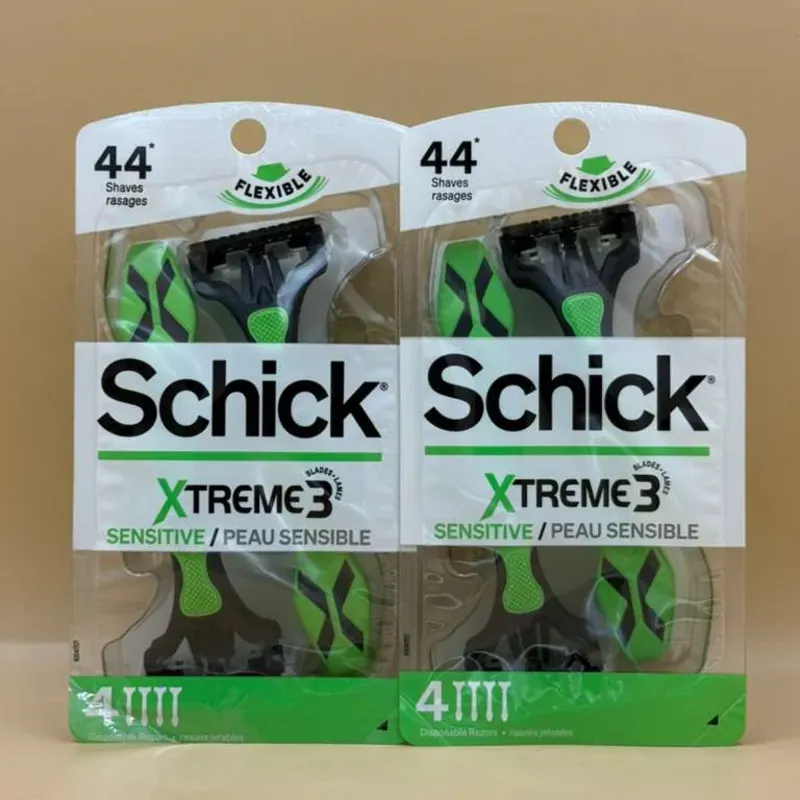 44*
Shaves
rasages
FLEXIBLE
Schick®
XTREME3
BLADES • LAMES
SENSITIVE / PEAU SENSIBLE
4
Disposable Razors • rasoirs jetables
44*
Shaves
rasages
FLEXIBLE
Schick®
XTREME3
BLADES • LAMES
SENSITIVE / PEAU SENSIBLE
4
Disposable Razors • rasoirs jetables